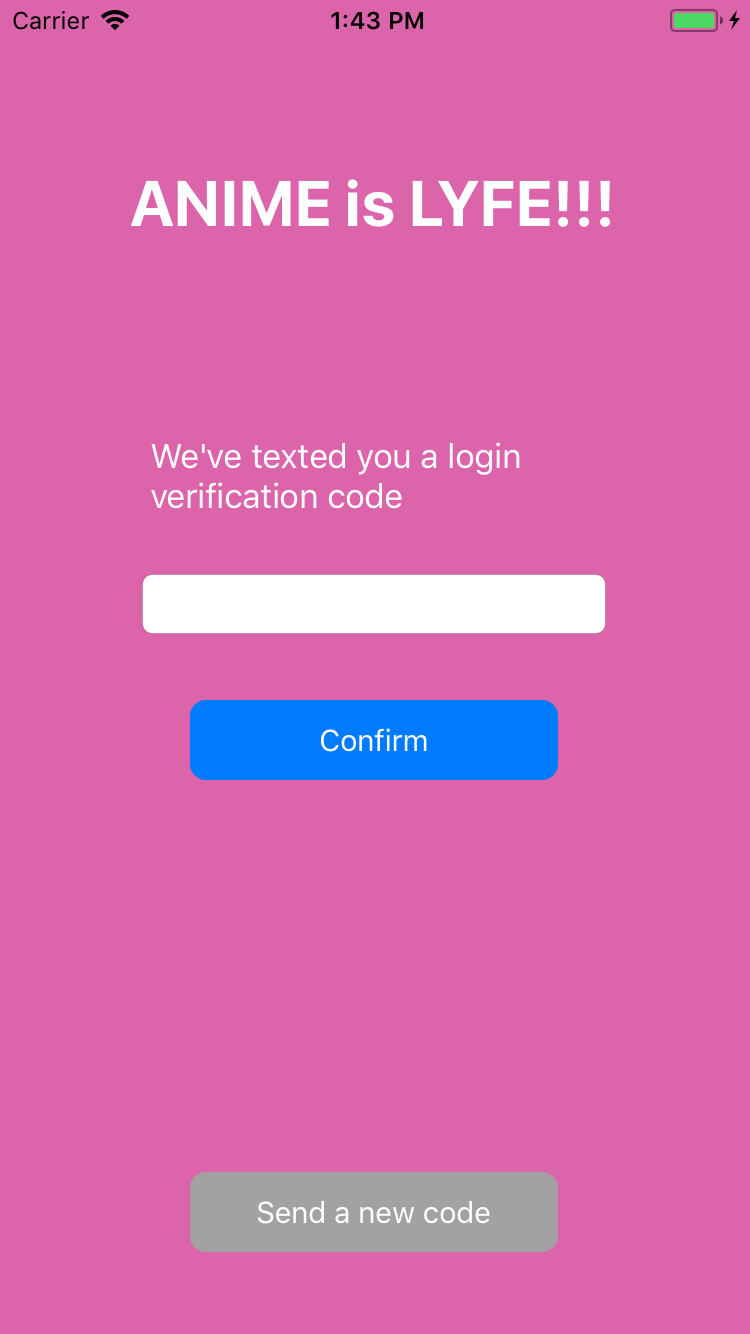 Carrier 1:43 PM
ANIME is LYFE!!!
We've texted you a login
verification code
Confirm
Send a new code